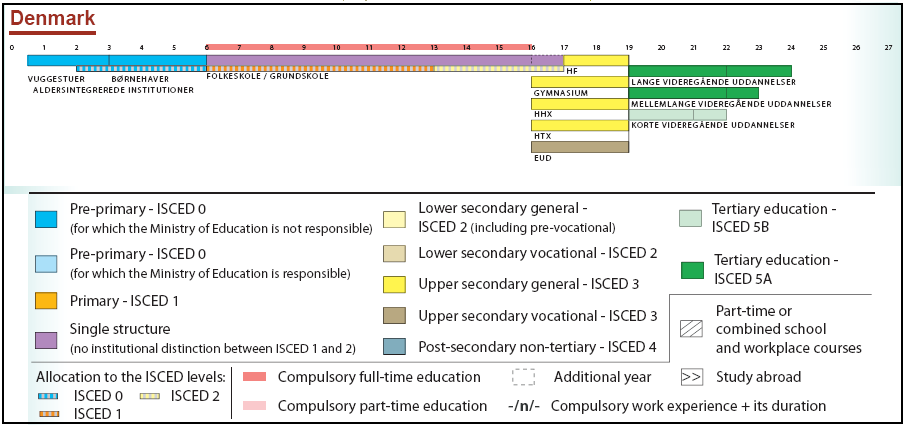 Denmark
0 1 2 3 4 5 6 7 8 9 10 11 12 13 14 15 16 17 18 19 20 21 22 23 24 25 26 27
VUGGESTUER
BØRNEHAVER
ALDERSINTEGREREDE INSTITUTIONER
FOLKESKOLE / GRUNDSKOLE
HF
GYMNASIUM
HHX
HTX
EUD
LANGE VIDEREGÅENDE UDDANNELSER
MELLEMLANGE VIDEREGÅENDE UDDANNELSER
KORTE VIDEREGÅENDE UDDANNELSER
Pre-primary - ISCED 0
(for which the Ministry of Education is not responsible)
Pre-primary - ISCED 0
(for which the Ministry of Education is responsible)
Primary - ISCED 1
Single structure
(no institutional distinction between ISCED 1 and 2)
Lower secondary general -
ISCED 2 (including pre-vocational)
Lower secondary vocational - ISCED 2
Upper secondary general - ISCED 3
Upper secondary vocational - ISCED 3
Post-secondary non-tertiary - ISCED 4
Tertiary education -
ISCED 5B
Tertiary education -
ISCED 5A
Part-time or
combined school
and workplace courses
Allocation to the ISCED levels:
ISCED 0
ISCED 2
ISCED 1
Compulsory full-time education
Compulsory part-time education
Additional year
-/n/- Compulsory work experience + its duration
>> Study abroad